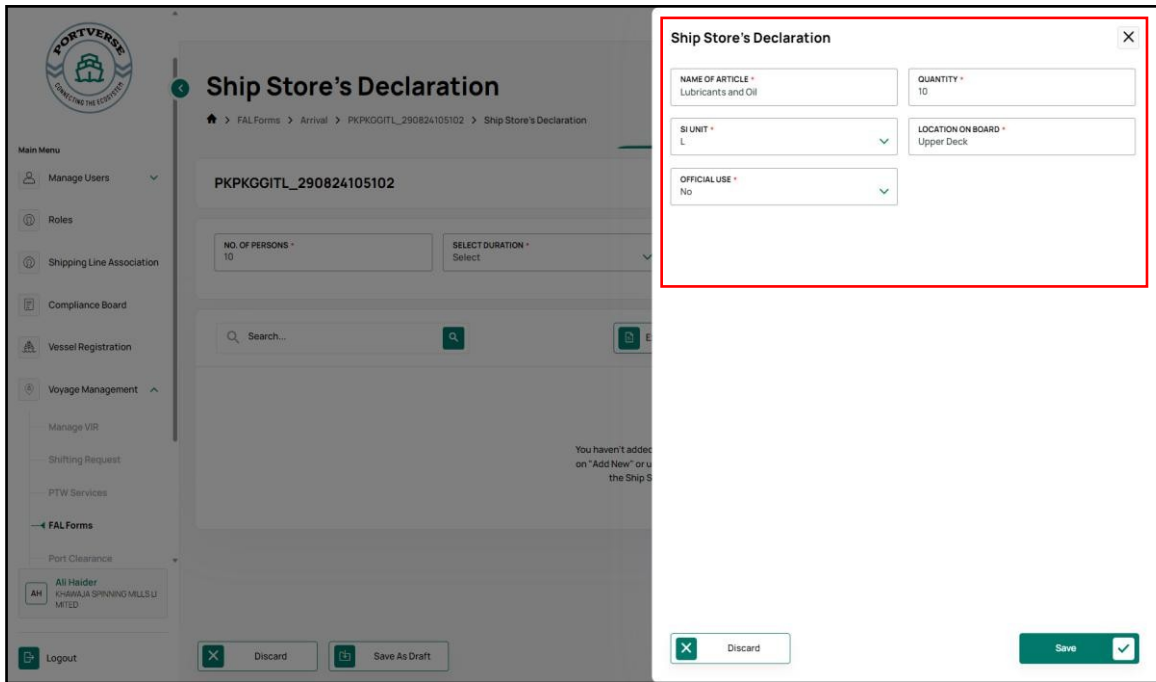 PORTVERSE
CONNECTING THE ECOSYSTEM
Main Menu
Manage Users
Roles
Shipping Line Association
Compliance Board
Vessel Registration
Voyage Management
Manage VIR
Shifting Request
PTW Services
FAL Forms
Port Clearance
AH
Ali Haider
KHAWAJA SPINNING MILLS LI
MITED
Logout
Ship Store's Declaration
> FAL Forms > Arrival > PKPKGGITL_290824105102 > Ship Store's Declaration
PKPKGGITL_290824105102
NO. OF PERSONS *
10
SELECT DURATION *
Select
Search...
E
You haven't added
on "Add New" or u
the Ship S
Discard
Save As Draft
Ship Store's Declaration
NAME OF ARTICLE *
Lubricants and Oil
QUANTITY *
10
SI UNIT *
L
LOCATION ON BOARD *
Upper Deck
OFFICIAL USE *
No
Discard
Save